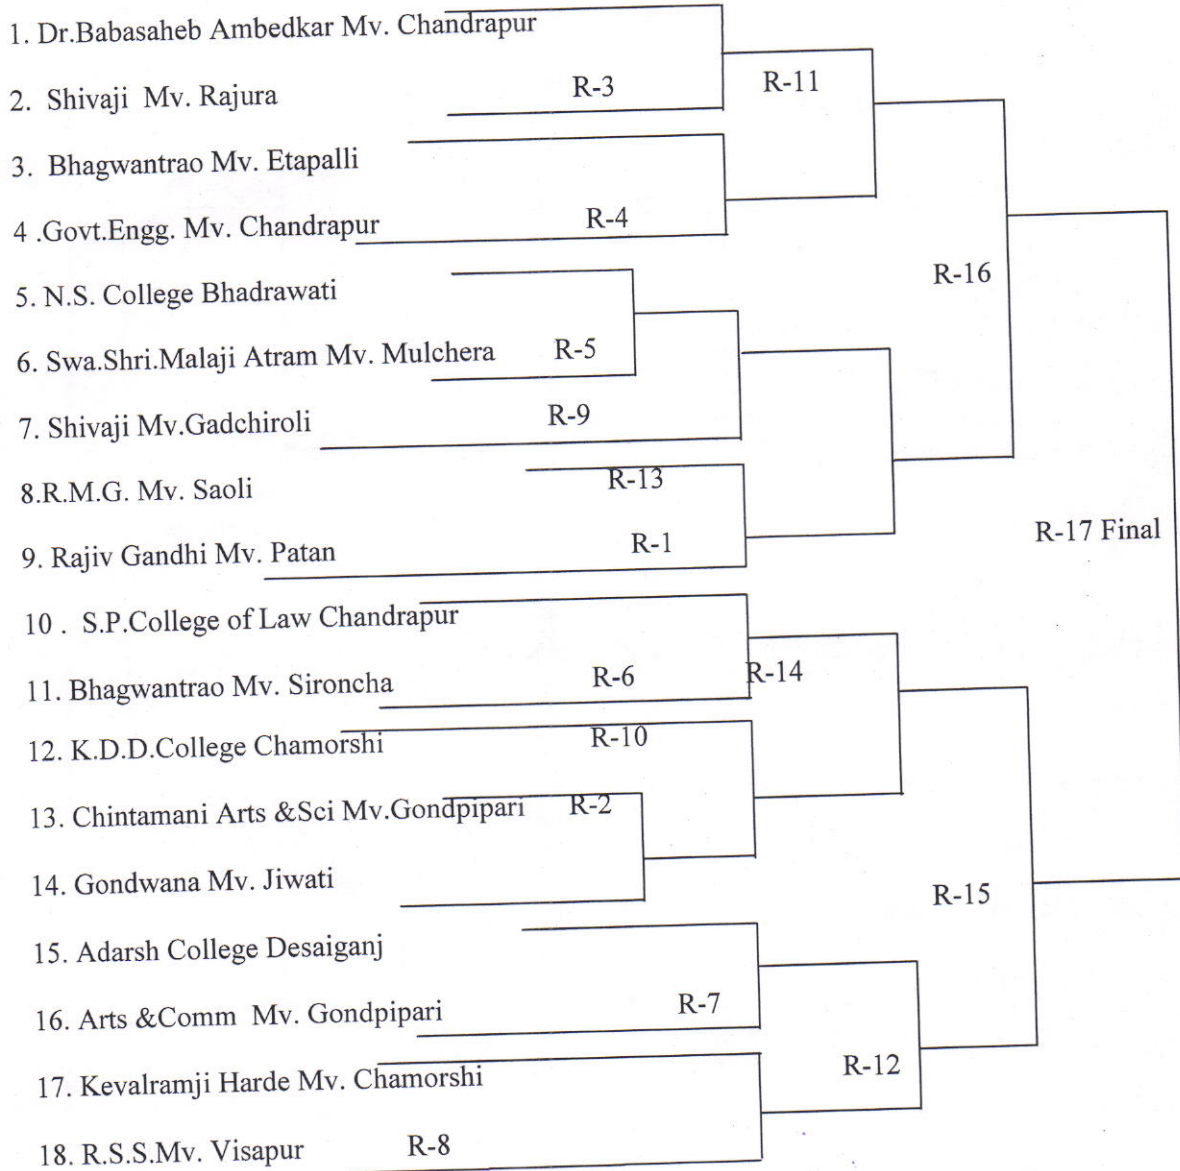 1. Dr.Babasaheb Ambedkar Mv. Chandrapur
2. Shivaji Mv. Rajura R-3 R-11
3. Bhagwantrao Mv. Etapalli
4 .Govt.Engg. Mv. Chandrapur R-4
R-16
5. N.S. College Bhadrawati
6. Swa.Shri.Malaji Atram Mv. Mulchera R-5
7. Shivaji Mv.Gadchiroli R-9
8.R.M.G. Mv. Saoli R-13
9. Rajiv Gandhi Mv. Patan R-1 R-17 Final
10 . S.P.College of Law Chandrapur
11. Bhagwantrao Mv. Sironcha R-6 R-14
12. K.D.D.College Chamorshi R-10
13. Chintamani Arts &Sci Mv.Gondpipari R-2
14. Gondwana Mv. Jiwati R-15
15. Adarsh College Desaiganj
16. Arts &Comm Mv. Gondpipari R-7
17. Kevalramji Harde Mv. Chamorshi R-12
18. R.S.S.Mv. Visapur R-8